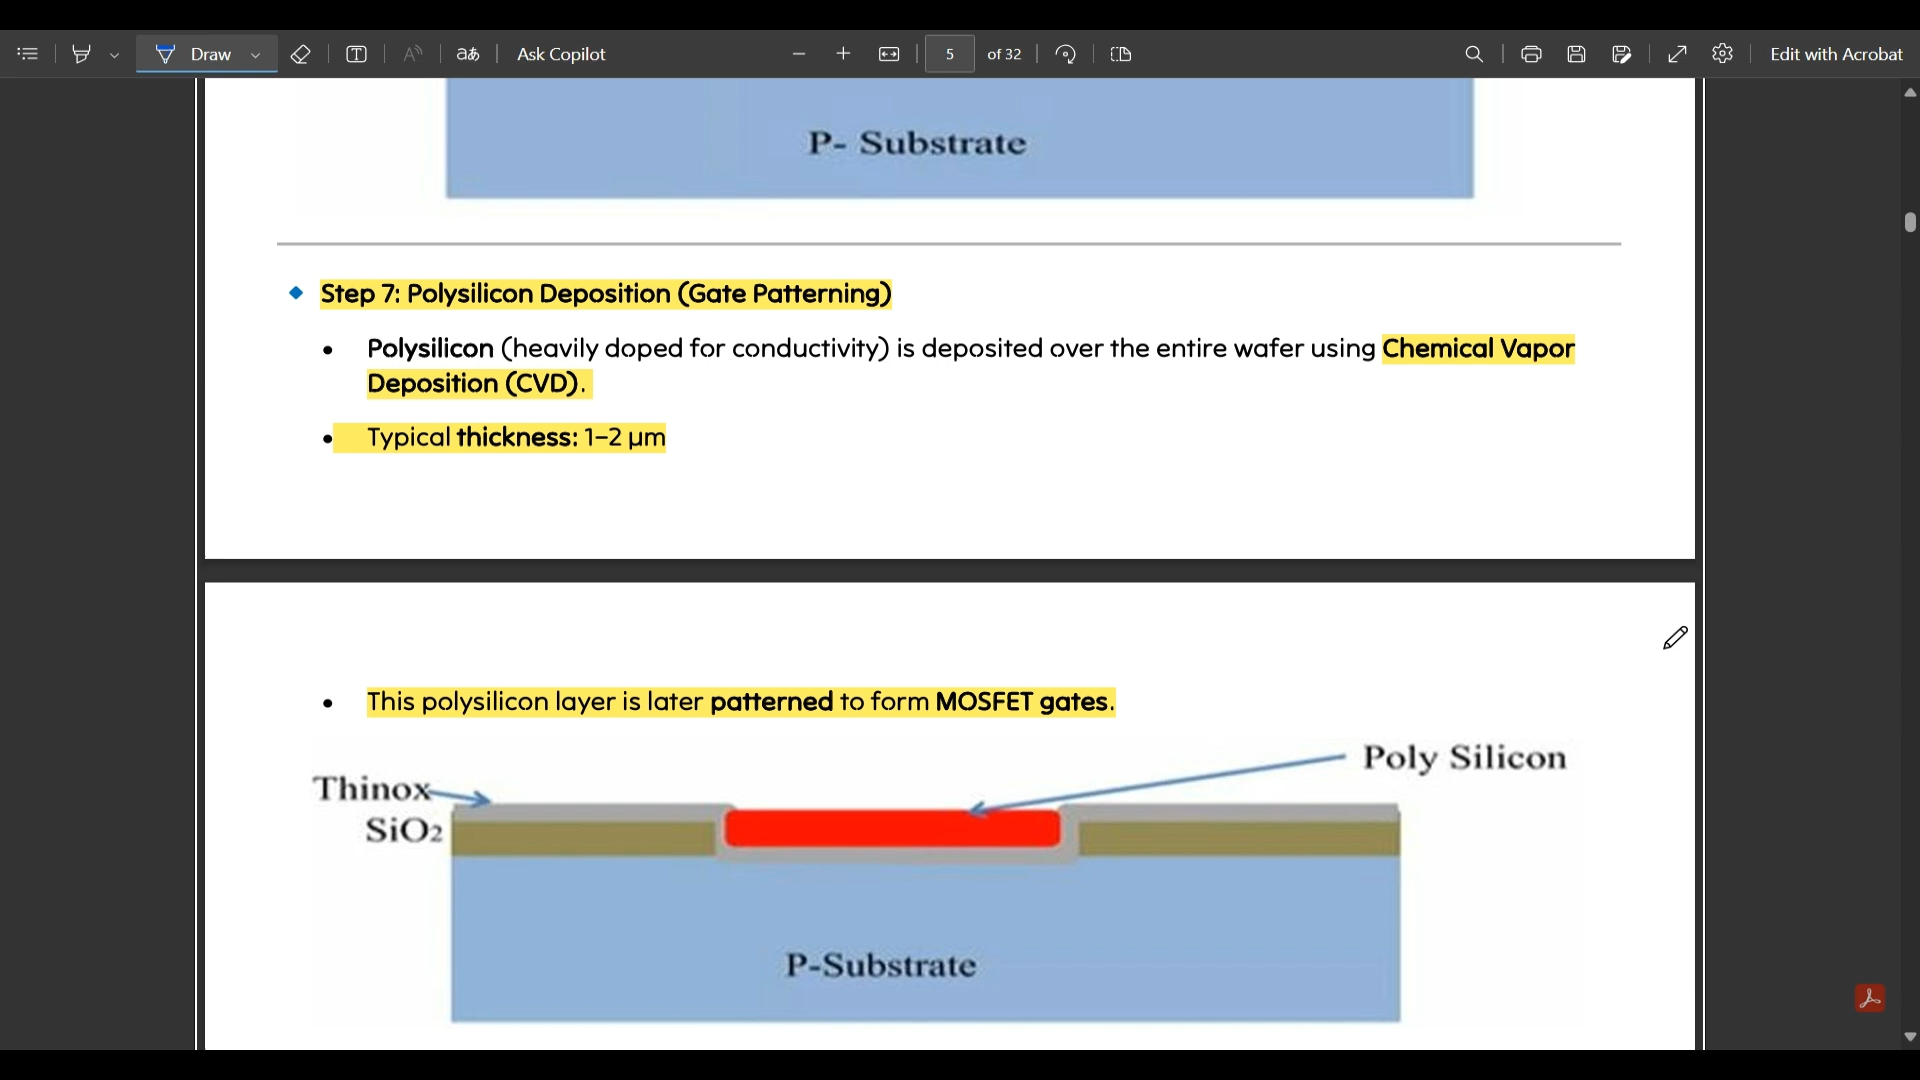 Draw
aあ
Ask Copilot
5 of 32
Edit with Acrobat
P- Substrate
Step 7: Polysilicon Deposition (Gate Patterning)
Polysilicon (heavily doped for conductivity) is deposited over the entire wafer using Chemical Vapor
Deposition (CVD).
Typical thickness: 1–2 µm
This polysilicon layer is later patterned to form MOSFET gates.
Poly Silicon
Thinox
SiO2
P-Substrate